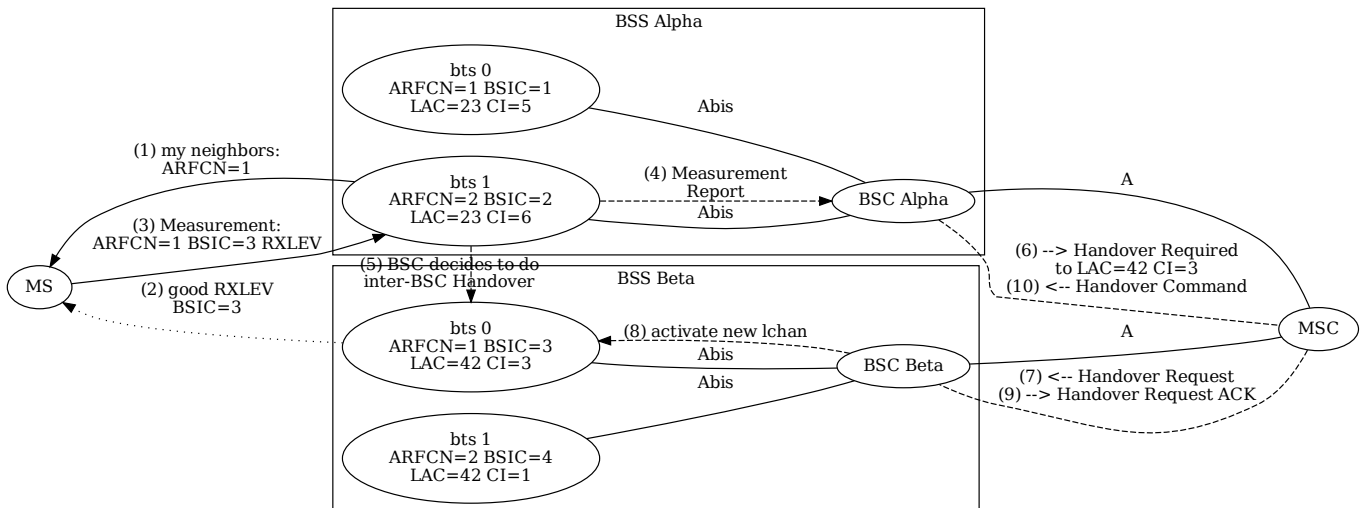 BSS Alpha
bts 0
ARFCN=1 BSIC=1
LAC=23 CI=5
Abis
(1) my neighbors:
ARFCN=1
bts 1
ARFCN=2 BSIC=2
LAC=23 CI=6
(4) Measurement
Report
Abis
BSC Alpha
A
(3) Measurement:
ARFCN=1 BSIC=3 RXLEV
MS
(2) good RXLEV
BSIC=3
(5) BSC decides to do
inter-BSC Handover
(6) --> Handover Required
to LAC=42 CI=3
(10) <-- Handover Command
MSC
BSS Beta
bts 0
ARFCN=1 BSIC=3
LAC=42 CI=3
(8) activate new lchan
Abis
Abis
BSC Beta
A
(7) <-- Handover Request
(9) --> Handover Request ACK
bts 1
ARFCN=2 BSIC=4
LAC=42 CI=1